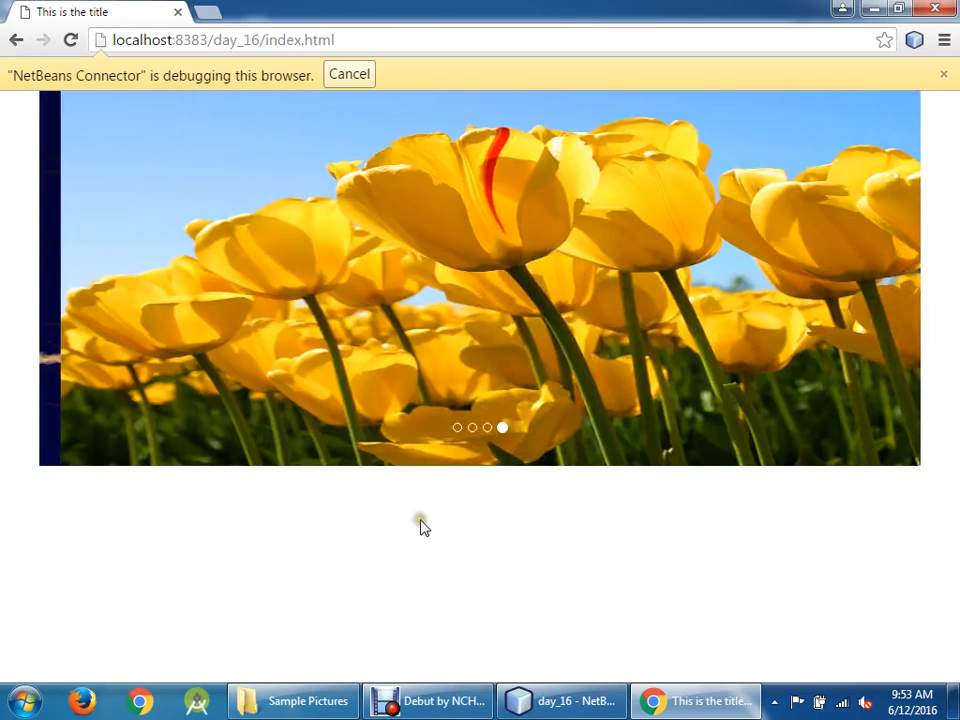 This is the title
localhost:8383/day_16/index.html
"NetBeans Connector" is debugging this browser.
Cancel
Sample Pictures
Debut by NCH...
day_16 - NetB...
This is the title...
9:53 AM
6/12/2016